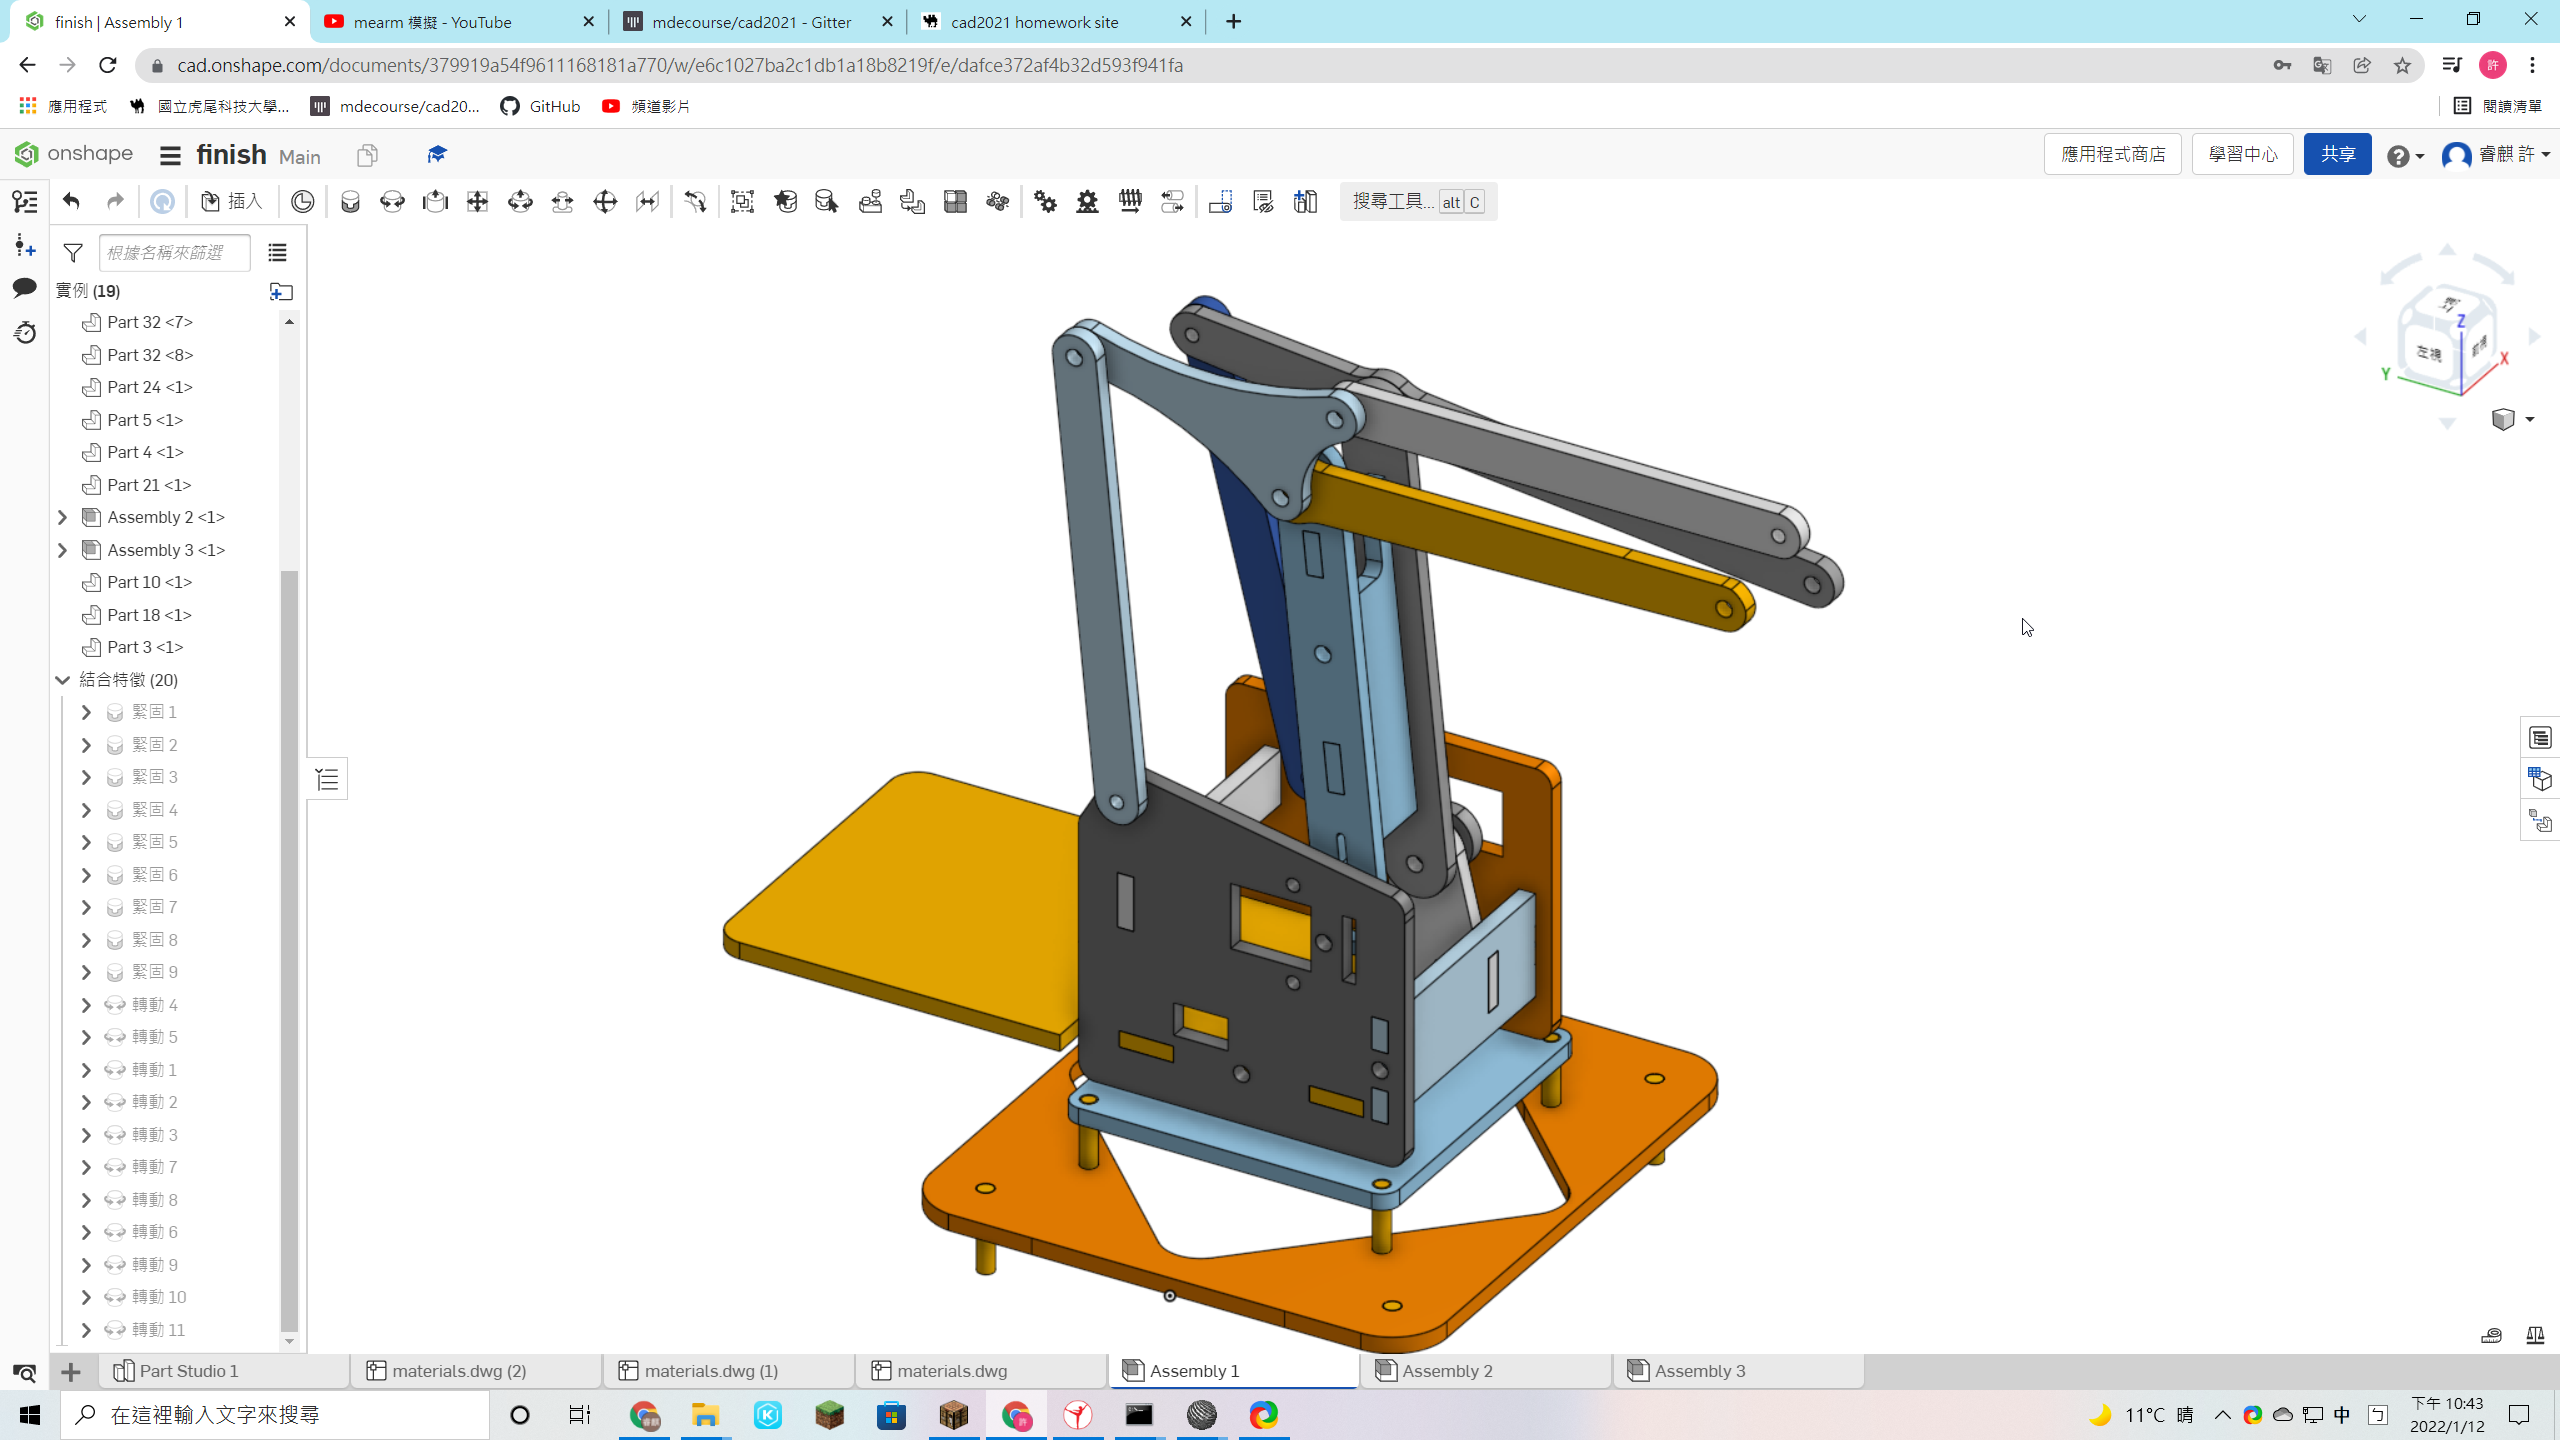 finish | Assembly 1
mearm 模擬 - YouTube
mdecourse/cad2021 - Gitter
cad2021 homework site
cad.onshape.com/documents/379919a54f9611168181a770/w/e6c1027ba2c1db1a18b8219f/e/dafce372af4b32d593f941fa
許
應用程式
國立虎尾科技大學...
mdecourse/cad20...
GitHub
頻道影片
閱讀清單
onshape
finish Main
應用程式商店
學習中心
共享
睿麒 許
插入
搜尋工具... alt C
根據名稱來篩選
實例 (19)
Part 32 <7>
Part 32 <8>
Part 24 <1>
Part 5 <1>
Part 4 <1>
Part 21 <1>
Assembly 2 <1>
Assembly 3 <1>
Part 10 <1>
Part 18 <1>
Part 3 <1>
結合特徵 (20)
緊固 1
緊固 2
緊固 3
緊固 4
緊固 5
緊固 6
緊固 7
緊固 8
緊固 9
轉動 4
轉動 5
轉動 1
轉動 2
轉動 3
轉動 7
轉動 8
轉動 6
轉動 9
轉動 10
轉動 11
Z
左視
X
Y
Part Studio 1
materials.dwg (2)
materials.dwg (1)
materials.dwg
Assembly 1
Assembly 2
Assembly 3
在這裡輸入文字來搜尋
11°C 晴
中
ㄅ
下午 10:43
2022/1/12